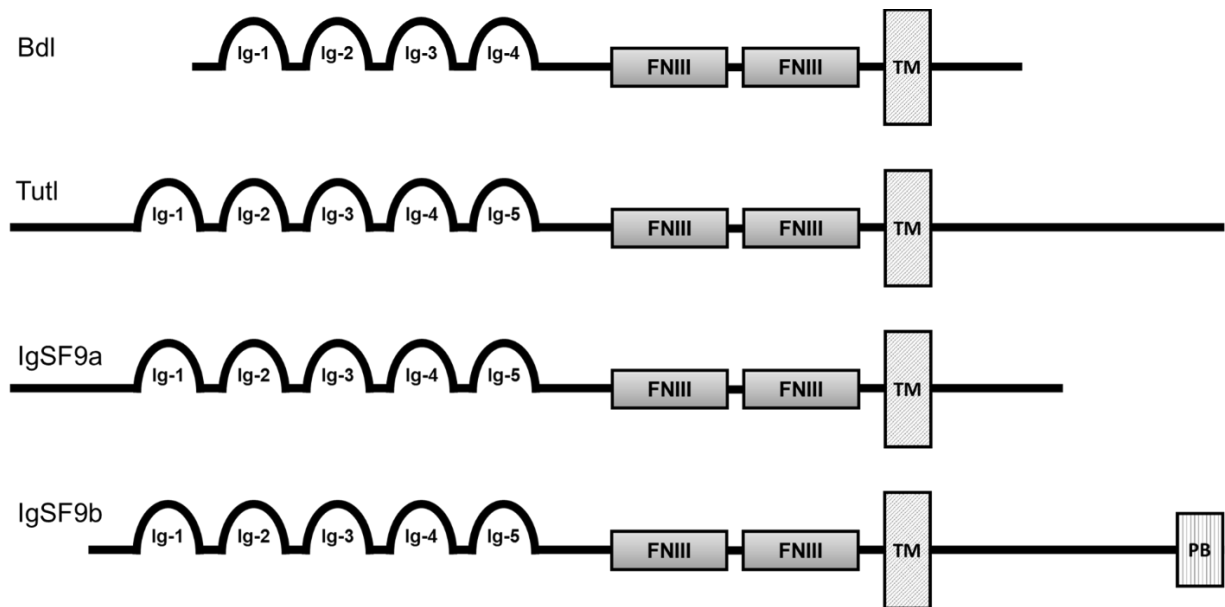 Bdl
Ig-1 Ig-2 Ig-3 Ig-4 FNIII FNIII TM
Tutl
Ig-1 Ig-2 Ig-3 Ig-4 Ig-5 FNIII FNIII TM
IgSF9a
Ig-1 Ig-2 Ig-3 Ig-4 Ig-5 FNIII FNIII TM
IgSF9b
Ig-1 Ig-2 Ig-3 Ig-4 Ig-5 FNIII FNIII TM PB